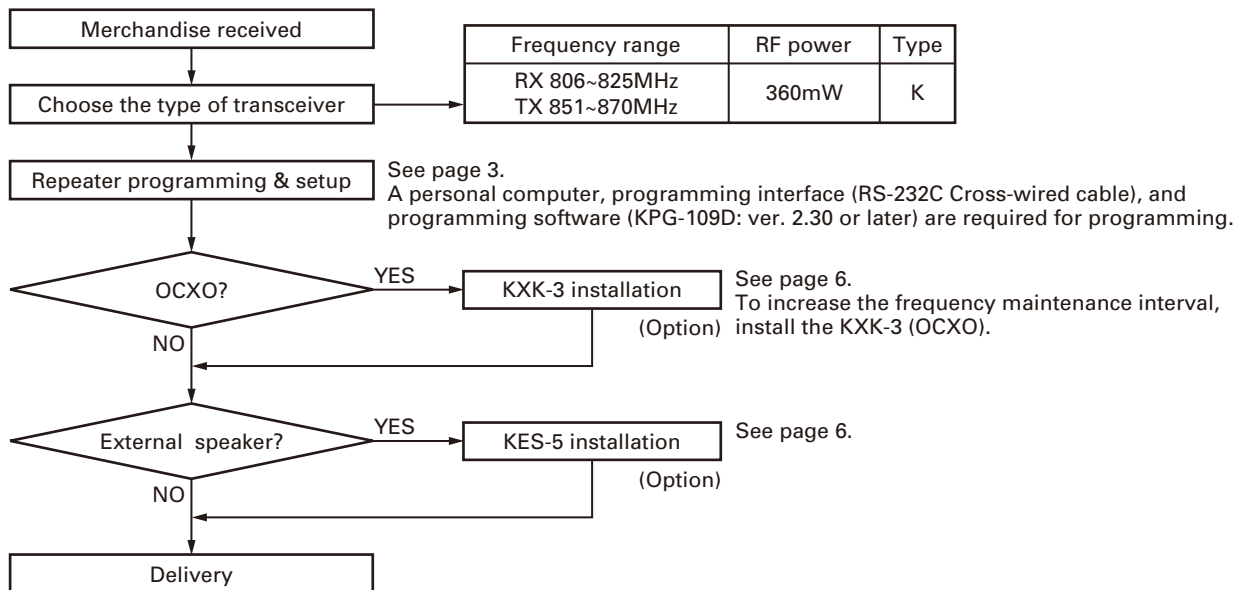 Merchandise received
Choose the type of transceiver
Frequency range RF power Type
RX 806~825MHz
TX 851~870MHz
360mW K
Repeater programming & setup
See page 3.
A personal computer, programming interface (RS-232C Cross-wired cable), and
programming software (KPG-109D: ver. 2.30 or later) are required for programming.
OCXO?
YES
NO
KXK-3 installation
(Option)
See page 6.
To increase the frequency maintenance interval,
install the KXK-3 (OCXO).
External speaker?
YES
NO
KES-5 installation
(Option)
See page 6.
Delivery